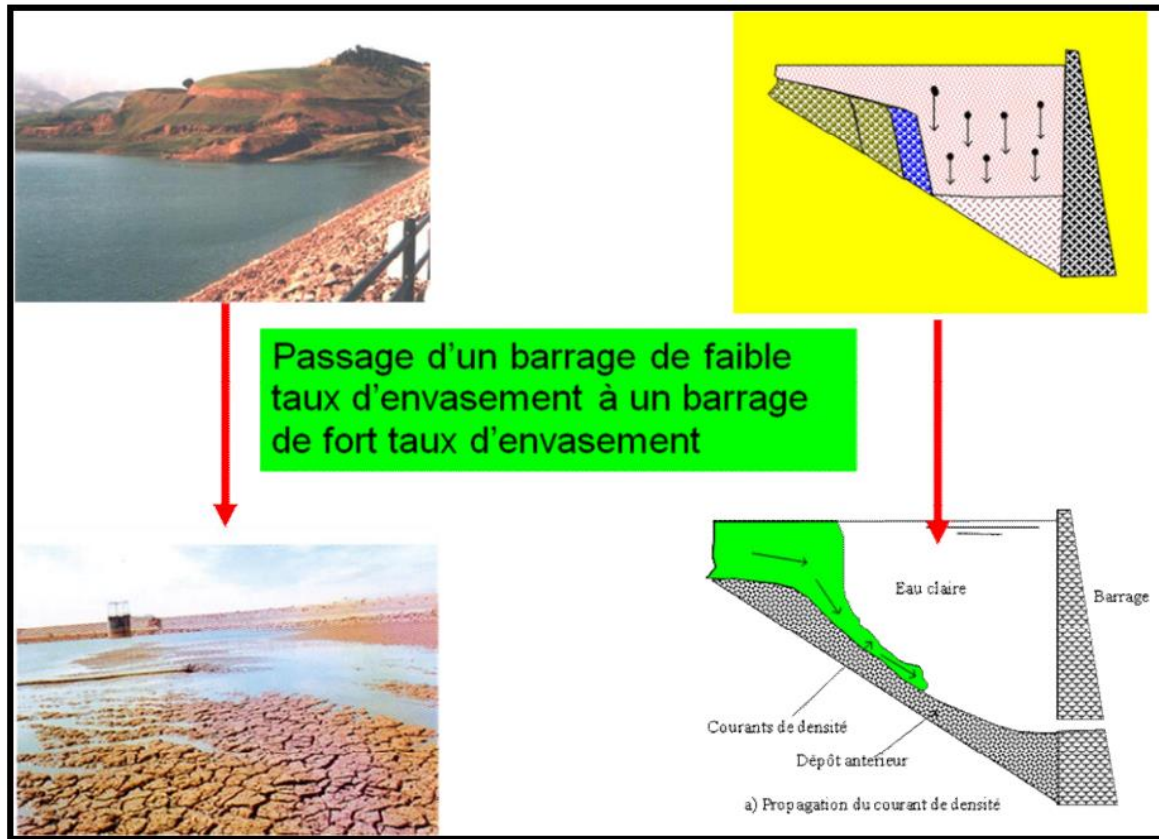 Passage d'un barrage de faible
taux d'envasement à un barrage
de fort taux d'envasement
Eau claire
Barrage
Courants de densité
Dépôt antérieur
a) Propagation du courant de densité